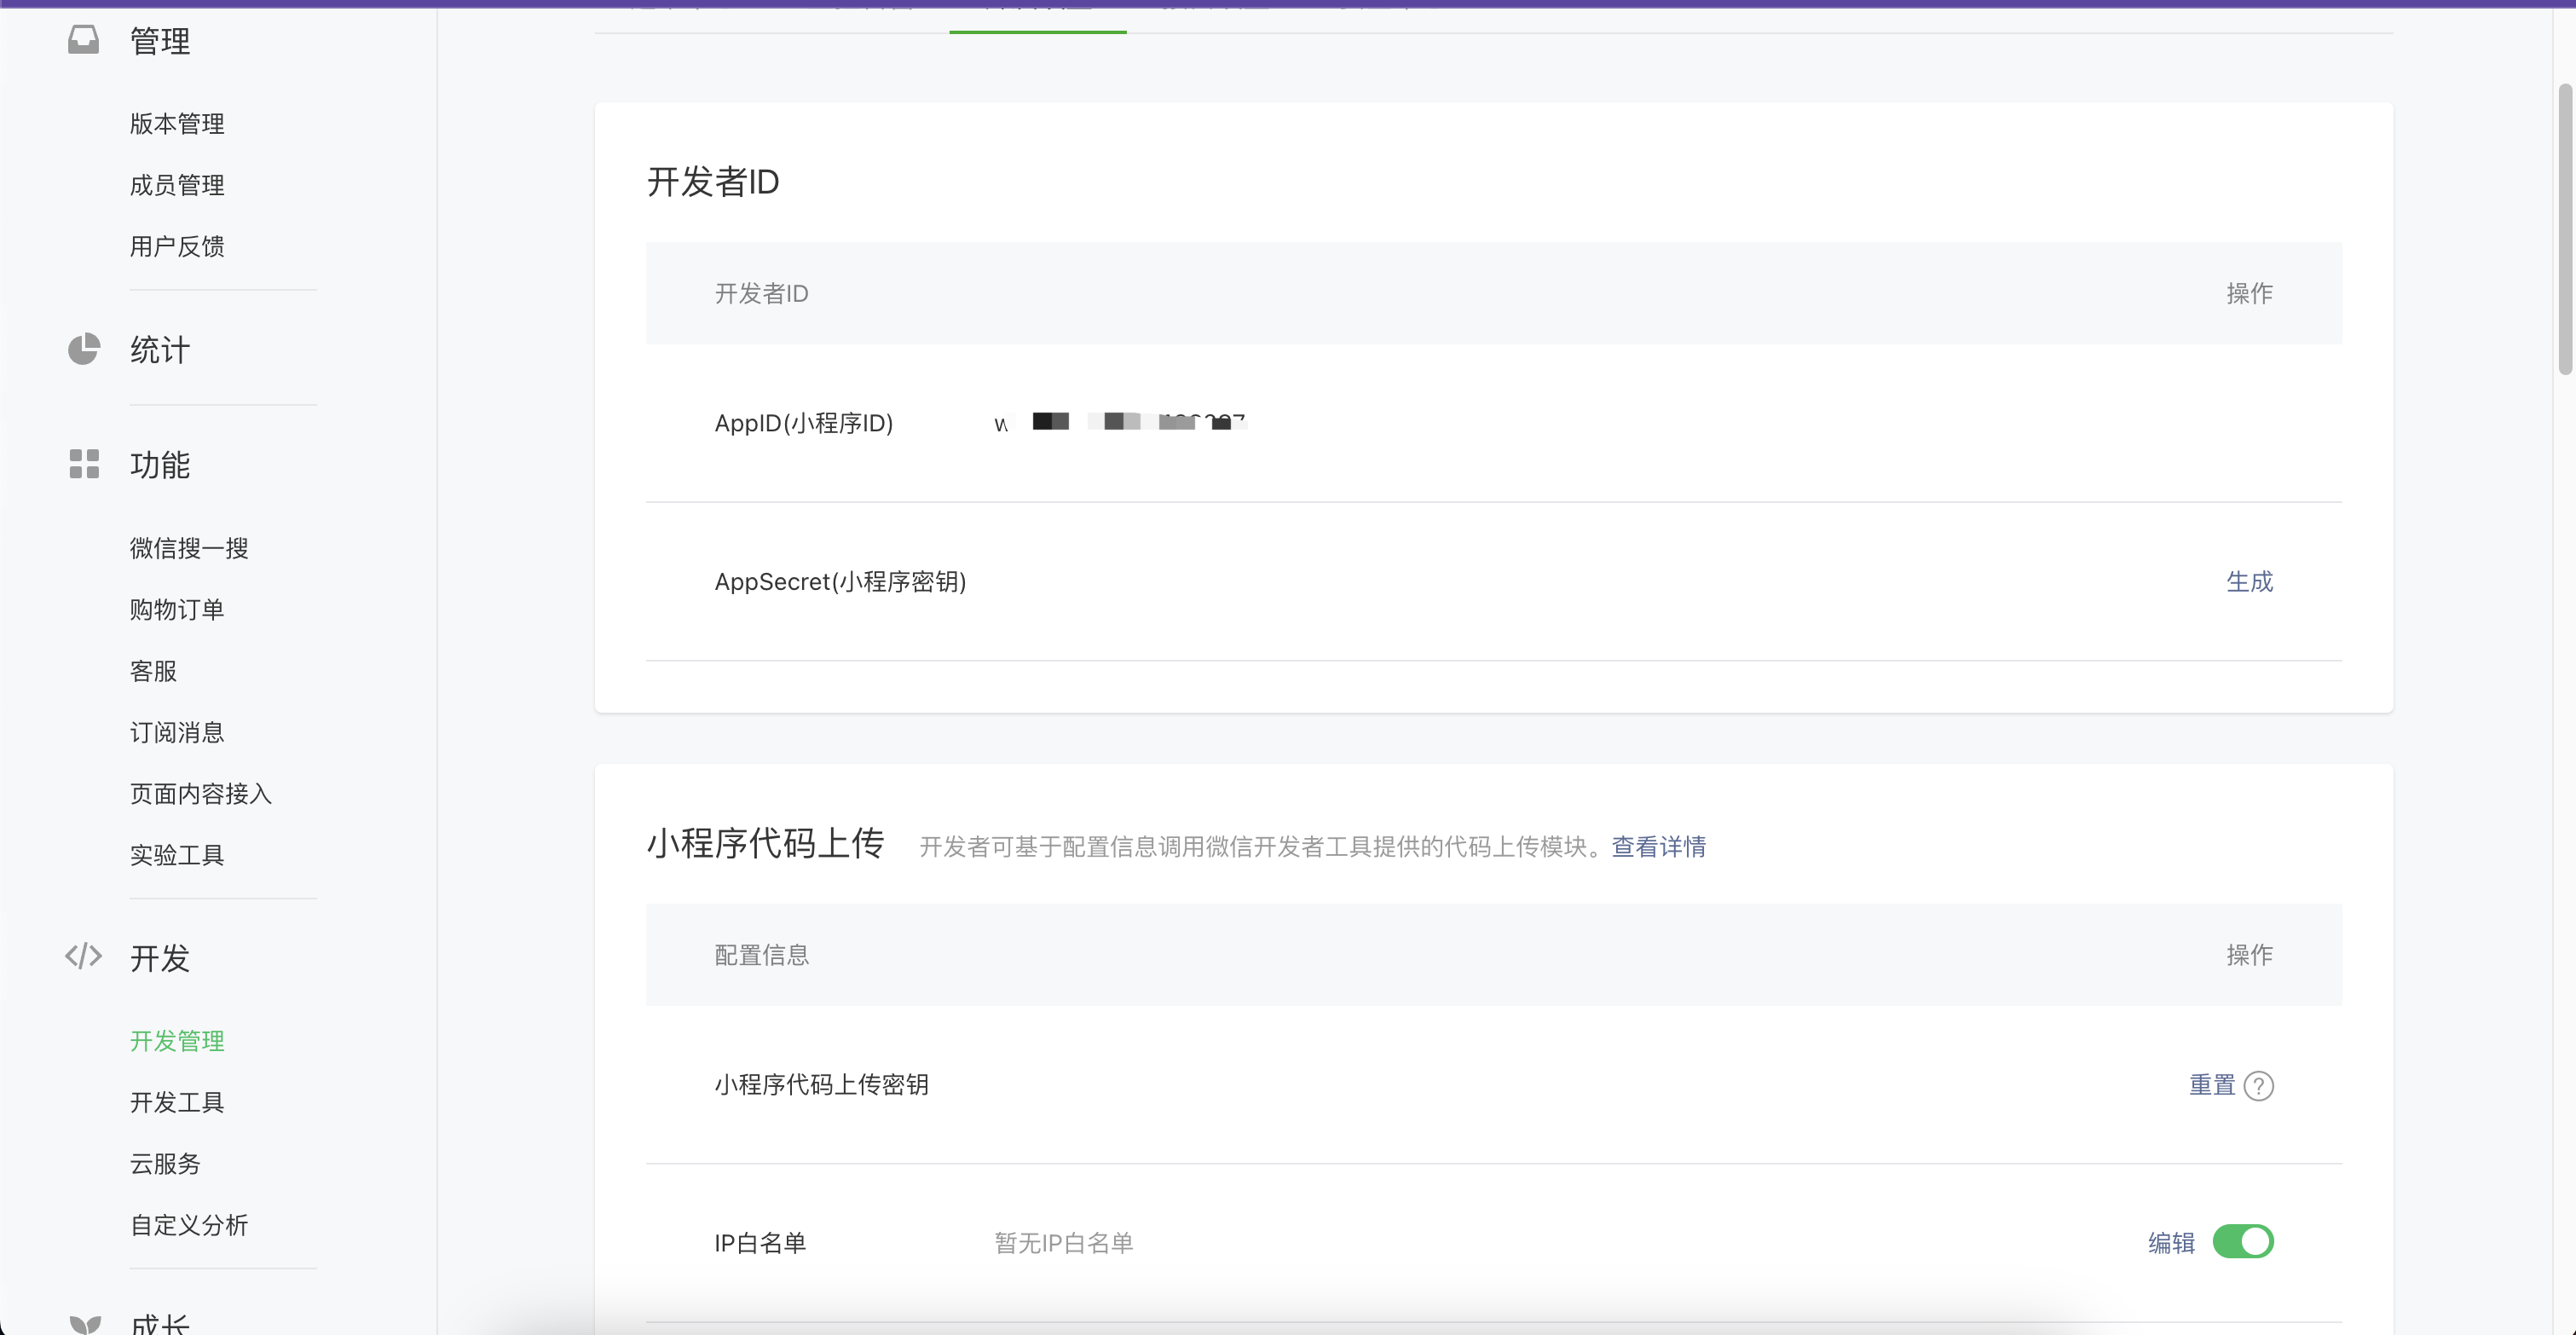 管理
版本管理
成员管理
用户反馈
统计
功能
微信搜一搜
购物订单
客服
订阅消息
页面内容接入
实验工具
开发
开发管理
开发工具
云服务
自定义分析
成长
开发者ID
开发者ID 操作
AppID(小程序ID)
AppSecret(小程序密钥) 生成
小程序代码上传 开发者可基于配置信息调用微信开发者工具提供的代码上传模块。查看详情
配置信息 操作
小程序代码上传密钥 重置 ?
IP白名单 暂无IP白名单 编辑